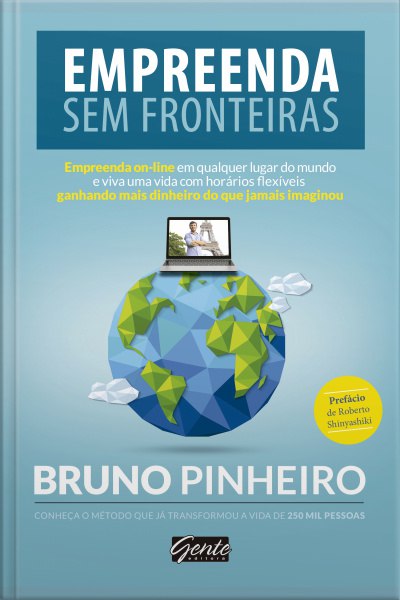 EMPREENDA
SEM FRONTEIRAS
Empreenda on-line em qualquer lugar do mundo
e viva uma vida com horários flexíveis
ganhando mais dinheiro do que jamais imaginou
Prefácio
de Roberto
Shinyashiki
BRUNO PINHEIRO
CONHEÇA O MÉTODO QUE JÁ TRANSFORMOU A VIDA DE 250 MIL PESSOAS
Gente
editora